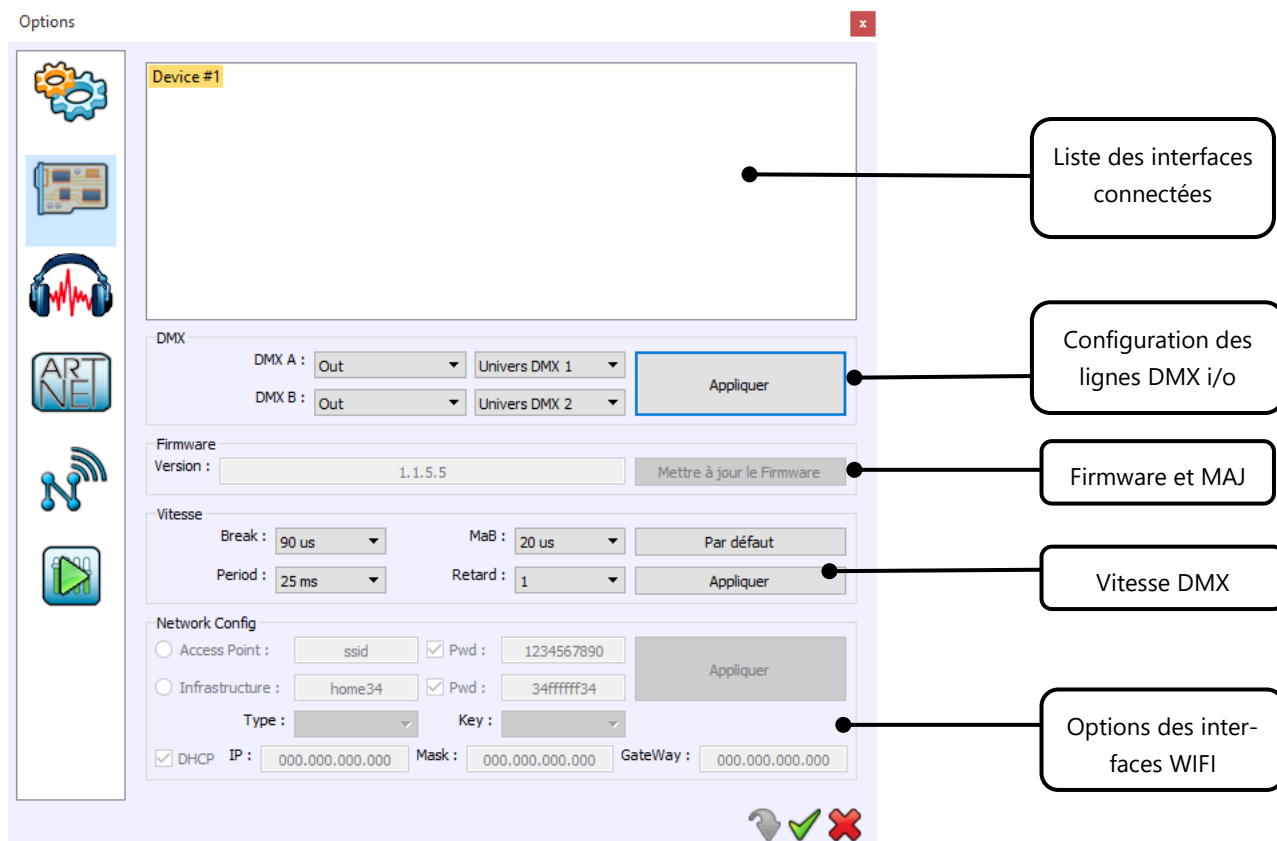 Options
x
Device #1
Liste des interfaces
connectées
DMX
DMX A :
Out
Univers DMX 1
Appliquer
DMX B :
Out
Univers DMX 2
Configuration des
lignes DMX i/o
Firmware
Version :
1.1.5.5
Mettre à jour le Firmware
Firmware et MAJ
Vitesse
Break :
90 us
MaB :
20 us
Par défaut
Period :
25 ms
Retard :
1
Appliquer
Vitesse DMX
Network Config
Access Point :
ssid
Pwd :
1234567890
Appliquer
Infrastructure :
home34
Pwd :
34ffffff34
Type :
Key :
DHCP
IP :
000.000.000.000
Mask :
000.000.000.000
GateWay :
000.000.000.000
Options des inter-
faces WIFI
ART
NET
N